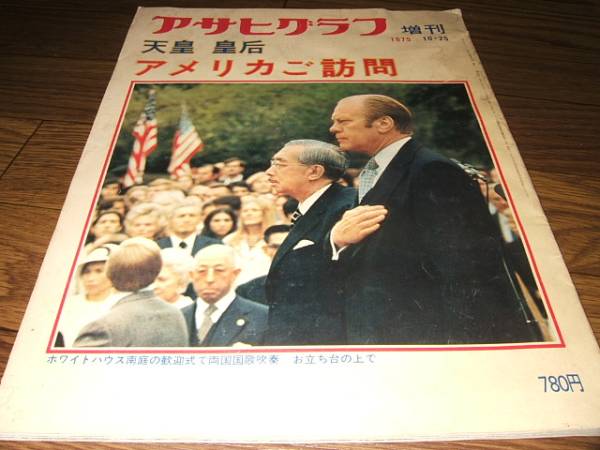 アサヒグラフ 増刊
1975 10・25
天皇 皇后
アメリカご訪問
ホワイトハウス南庭の歓迎式で両国国歌吹奏 お立ち台の上で
780円